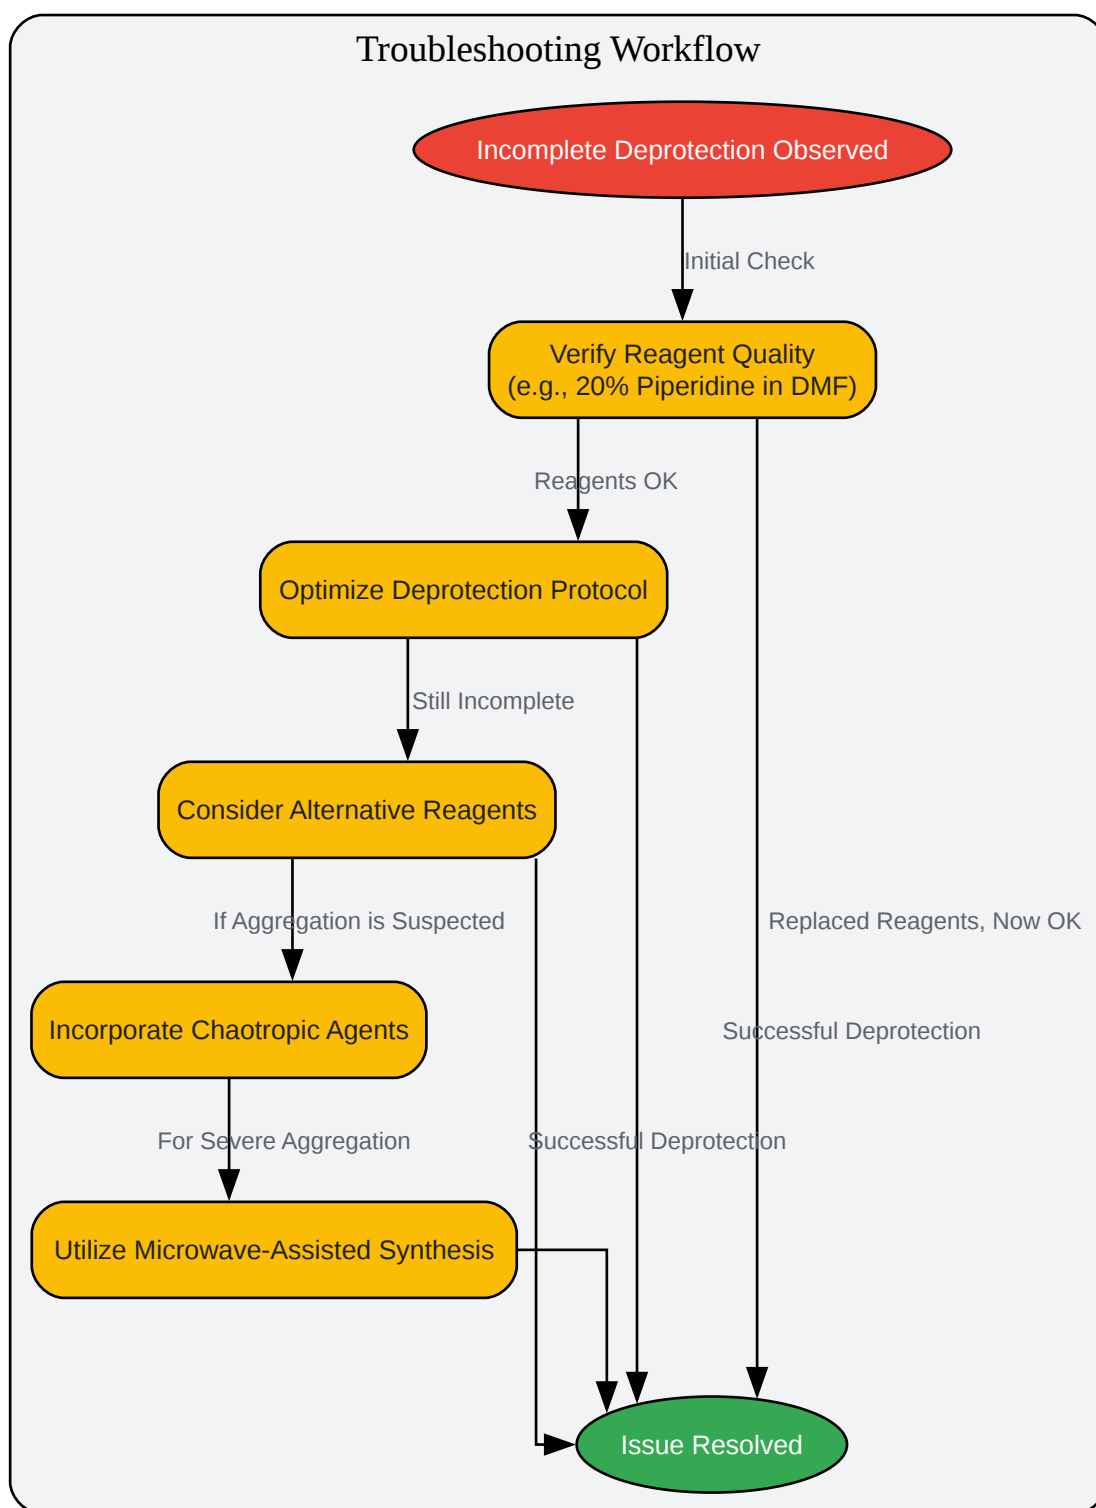 Troubleshooting Workflow
Incomplete Deprotection Observed
Initial Check
Verify Reagent Quality
(e.g., 20% Piperidine in DMF)
Reagents OK
Optimize Deprotection Protocol
Still Incomplete
Consider Alternative Reagents
If Aggregation is Suspected
Replaced Reagents, Now OK
Incorporate Chaotropic Agents
Successful Deprotection
For Severe Aggregation
Successful Deprotection
Utilize Microwave-Assisted Synthesis
Issue Resolved